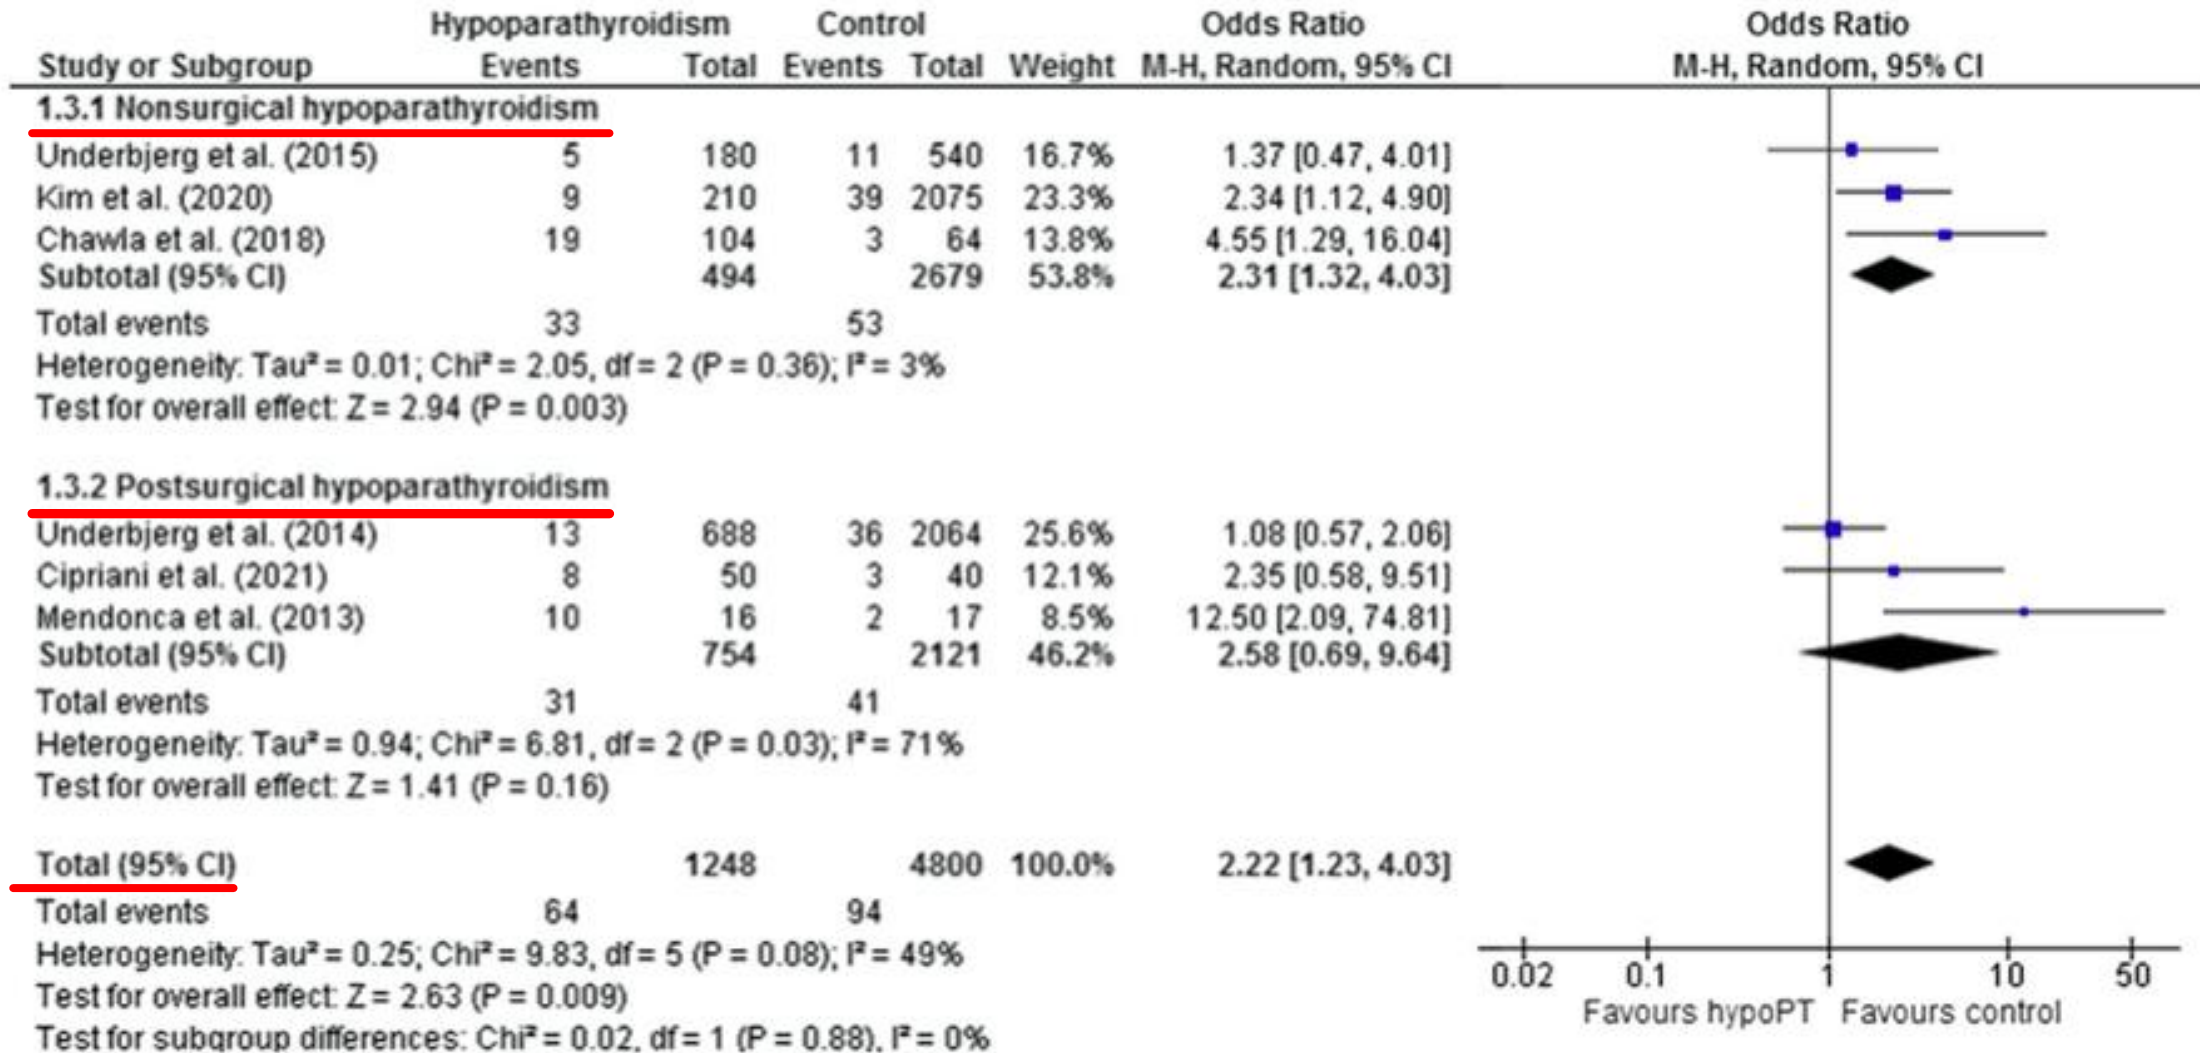 Hypoparathyroidism Control Odds Ratio Odds Ratio
Study or Subgroup Events Total Events Total Weight M-H, Random, 95% CI M-H, Random, 95% CI
1.3.1 Nonsurgical hypoparathyroidism
Underbjerg et al. (2015) 5 180 11 540 16.7% 1.37 [0.47, 4.01]
Kim et al. (2020) 9 210 39 2075 23.3% 2.34 [1.12, 4.90]
Chawla et al. (2018) 19 104 3 64 13.8% 4.55 [1.29, 16.04]
Subtotal (95% CI) 494 2679 53.8% 2.31 [1.32, 4.03]
Total events 33 53
Heterogeneity: Tau² = 0.01; Chi² = 2.05, df = 2 (P = 0.36); I² = 3%
Test for overall effect: Z = 2.94 (P = 0.003)
1.3.2 Postsurgical hypoparathyroidism
Underbjerg et al. (2014) 13 688 36 2064 25.6% 1.08 [0.57, 2.06]
Cipriani et al. (2021) 8 50 3 40 12.1% 2.35 [0.58, 9.51]
Mendonca et al. (2013) 10 16 2 17 8.5% 12.50 [2.09, 74.81]
Subtotal (95% CI) 754 2121 46.2% 2.58 [0.69, 9.64]
Total events 31 41
Heterogeneity: Tau² = 0.94; Chi² = 6.81, df = 2 (P = 0.03); I² = 71%
Test for overall effect: Z = 1.41 (P = 0.16)
Total (95% CI) 1248 4800 100.0% 2.22 [1.23, 4.03]
Total events 64 94
Heterogeneity: Tau² = 0.25; Chi² = 9.83, df = 5 (P = 0.08); I² = 49%
Test for overall effect: Z = 2.63 (P = 0.009)
Test for subgroup differences: Chi² = 0.02, df = 1 (P = 0.88), I² = 0%
0.02 0.1 1 10 50
Favours hypoPT Favours control